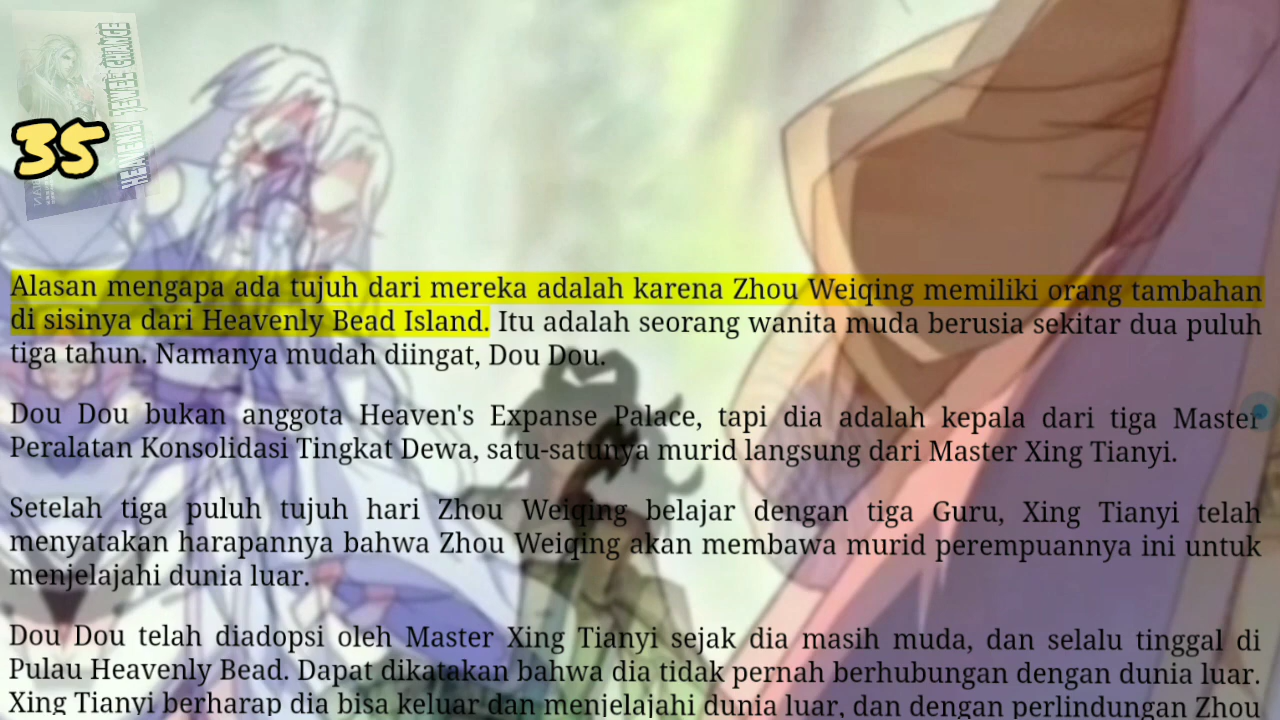 HEAVENLY JEWEL CHANGE
35
Alasan mengapa ada tujuh dari mereka adalah karena Zhou Weiqing memiliki orang tambahan
di sisinya dari Heavenly Bead Island. Itu adalah seorang wanita muda berusia sekitar dua puluh
tiga tahun. Namanya mudah diingat, Dou Dou.
Dou Dou bukan anggota Heaven's Expanse Palace, tapi dia adalah kepala dari tiga Master
Peralatan Konsolidasi Tingkat Dewa, satu-satunya murid langsung dari Master Xing Tianyi.
Setelah tiga puluh tujuh hari Zhou Weiqing belajar dengan tiga Guru, Xing Tianyi telah
menyatakan harapannya bahwa Zhou Weiqing akan membawa murid perempuannya ini untuk
menjelajahi dunia luar.
Dou Dou telah diadopsi oleh Master Xing Tianyi sejak dia masih muda, dan selalu tinggal di
Pulau Heavenly Bead. Dapat dikatakan bahwa dia tidak pernah berhubungan dengan dunia luar.
Xing Tianyi berharap dia bisa keluar dan menjelajahi dunia luar, dan dengan perlindungan Zhou